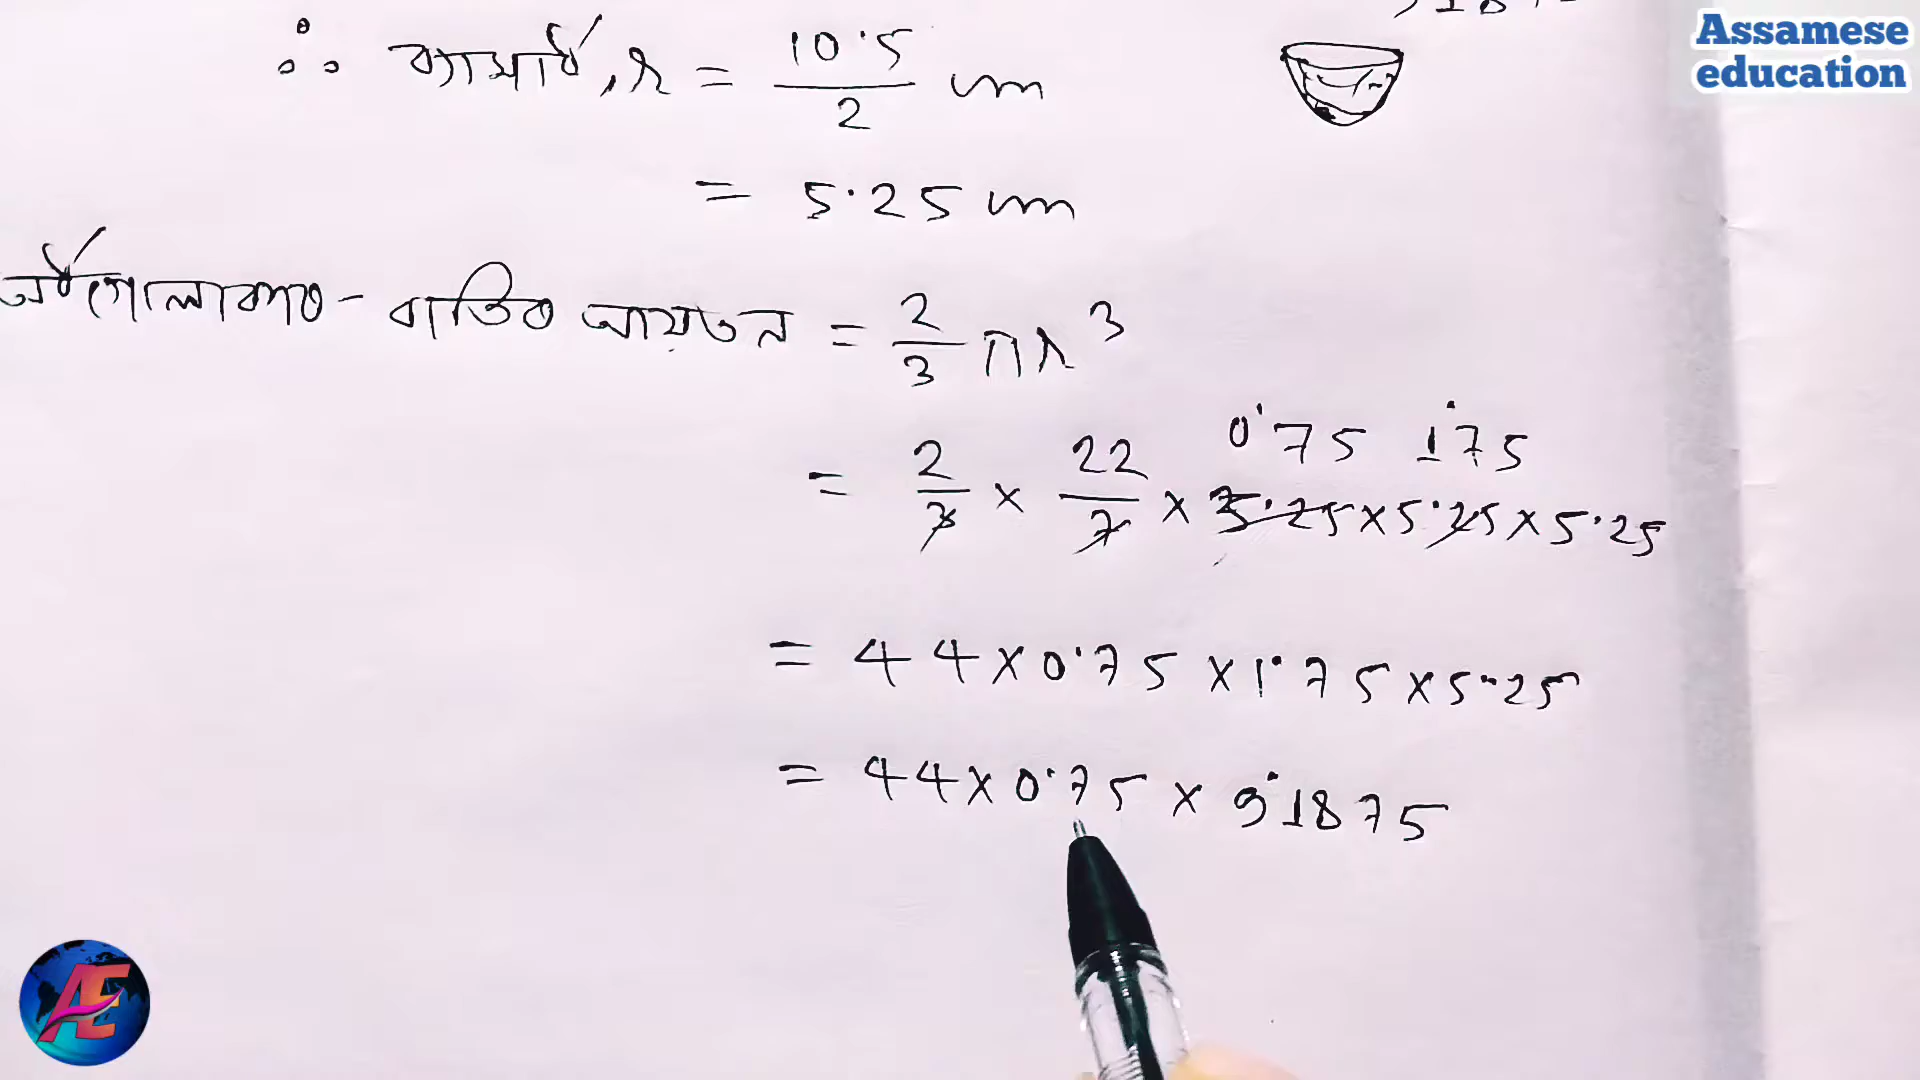 Assamese
education
∴ ব্যাসাৰ্ধ, r = 10.5/2 cm
= 5.25 cm
অৰ্ধগোলাকাৰ বাতিৰ আয়তন = 2/3 πr³
0.75 1.75
= 2/3 × 22/7 × 5.25 × 5.25 × 5.25
= 44 × 0.75 × 1.75 × 5.25
= 44 × 0.75 × 9.1875
AE